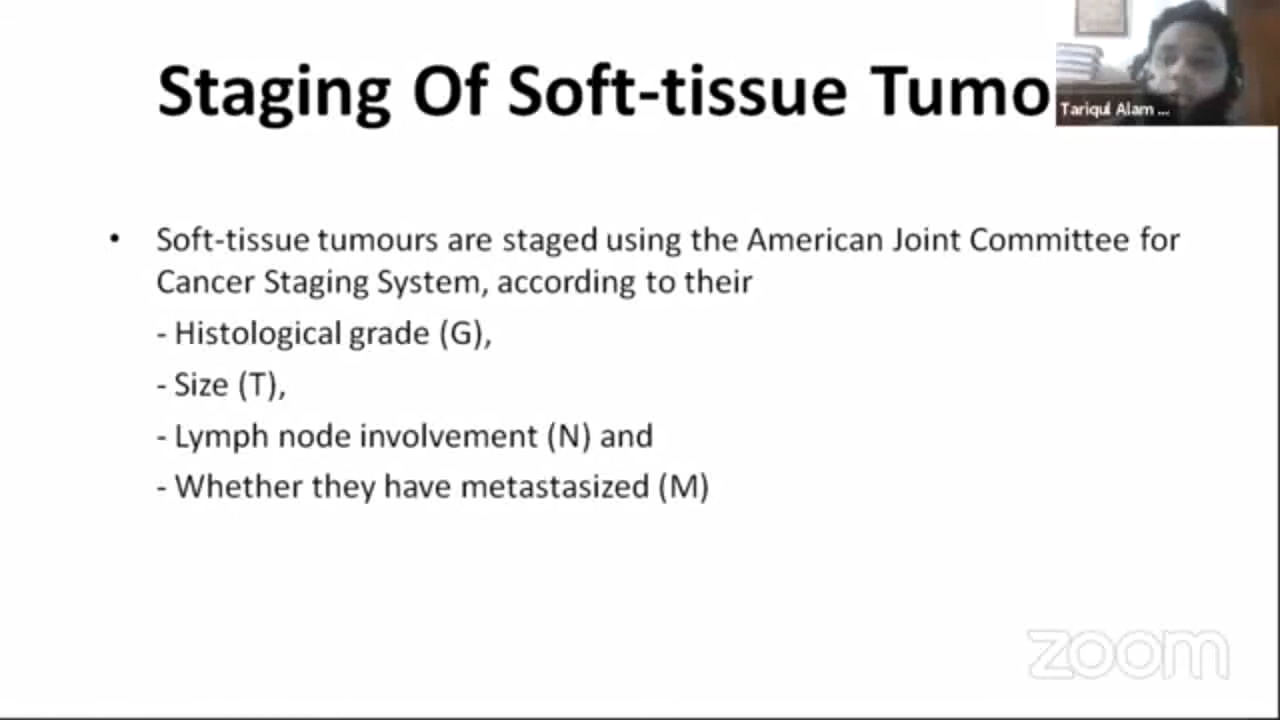 Staging Of Soft-tissue Tumo
Tariqul Alam ...
• Soft-tissue tumours are staged using the American Joint Committee for
Cancer Staging System, according to their
- Histological grade (G),
- Size (T),
- Lymph node involvement (N) and
- Whether they have metastasized (M)
zoom